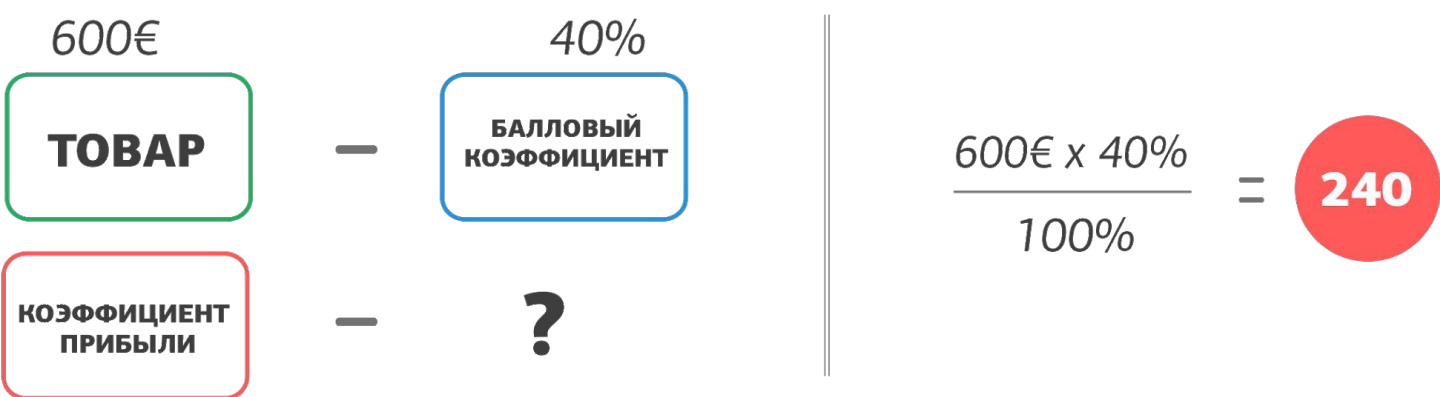 600€
40%
ТОВАР
–
БАЛЛОВЫЙ
КОЭФФИЦИЕНТ
КОЭФФИЦИЕНТ
ПРИБЫЛИ
–
?
600€ x 40%
100%
=
240